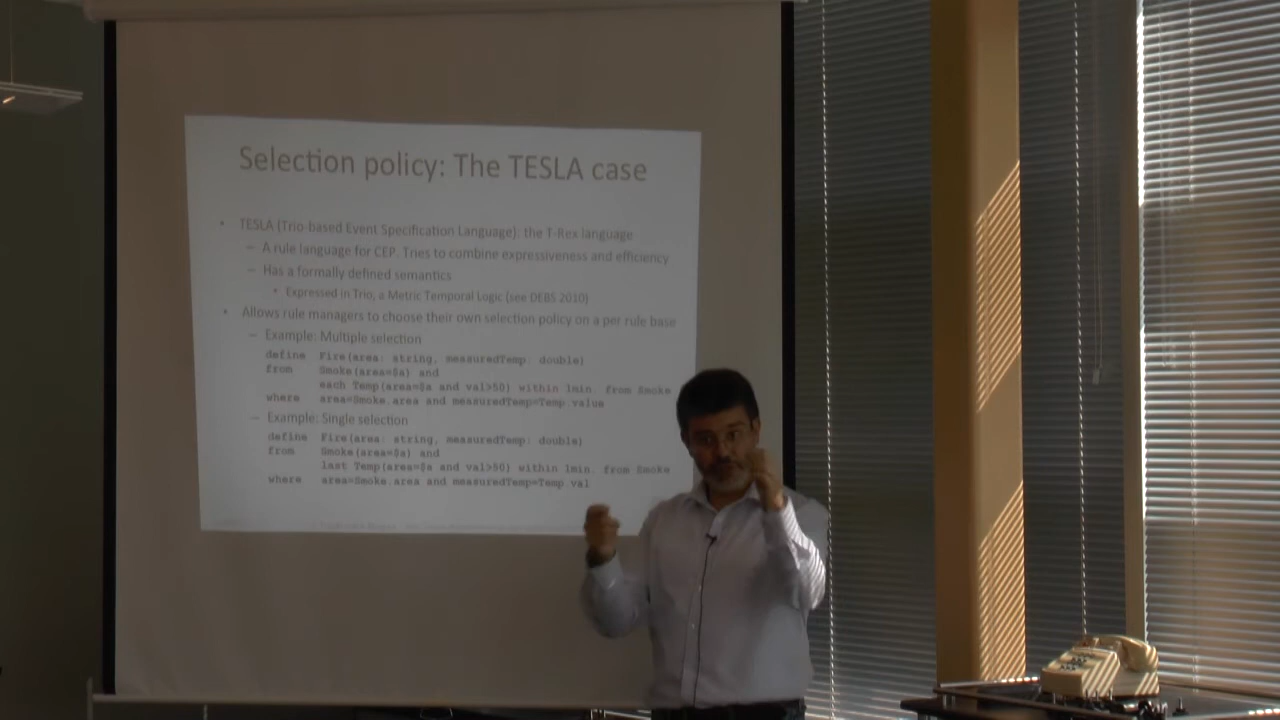 Selection policy: The TESLA case
• TESLA (Trio-based Event Specification Language): the T-Rex language
– A rule language for CEP. Tries to combine expressiveness and efficiency
– Has a formally defined semantics
• Expressed in Trio, a Metric Temporal Logic (see DEBS 2010)
• Allows rule managers to choose their own selection policy on a per rule base
– Example: Multiple selection
define Fire(area: string, measuredTemp: double)
from Smoke(area=$a) and
each Temp(area=$a and val>50) within 1min. from Smoke
where area=Smoke.area and measuredTemp=Temp.value
– Example: Single selection
define Fire(area: string, measuredTemp: double)
from Smoke(area=$a) and
last Temp(area=$a and val>50) within 1min. from Smoke
where area=Smoke.area and measuredTemp=Temp.val